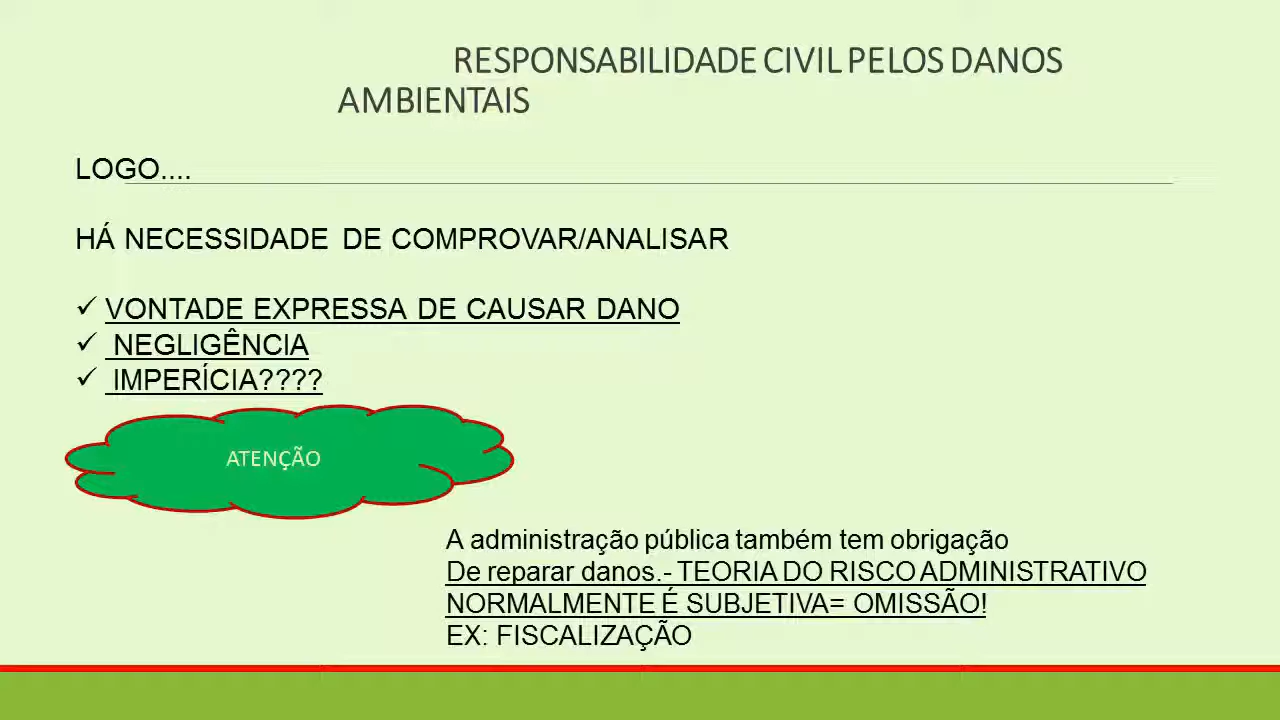 RESPONSABILIDADE CIVIL PELOS DANOS
AMBIENTAIS
LOGO....
HÁ NECESSIDADE DE COMPROVAR/ANALISAR
✓ VONTADE EXPRESSA DE CAUSAR DANO
✓ NEGLIGÊNCIA
✓ IMPERÍCIA????
ATENÇÃO
A administração pública também tem obrigação
De reparar danos.- TEORIA DO RISCO ADMINISTRATIVO
NORMALMENTE É SUBJETIVA= OMISSÃO!
EX: FISCALIZAÇÃO